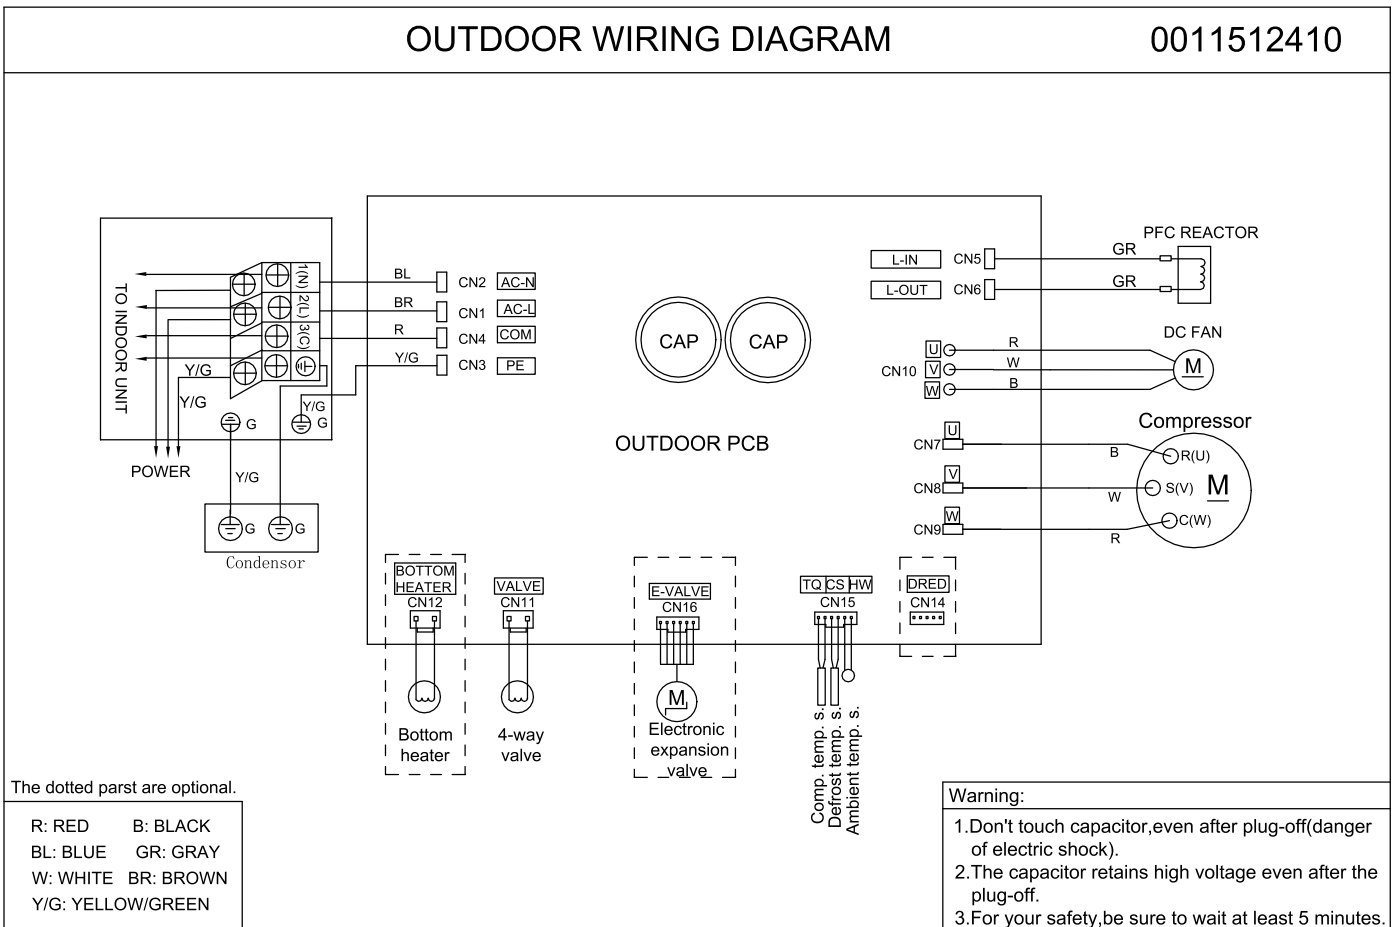 OUTDOOR WIRING DIAGRAM 0011512410
TO INDOOR UNIT
1(N)
2(L)
3(C)
Y/G
Y/G
Y/G
G
G
POWER
Y/G
G
G
Condensor
BL
BR
R
Y/G
CN2 AC-N
CN1 AC-L
CN4 COM
CN3 PE
CAP CAP
OUTDOOR PCB
L-IN CN5
L-OUT CN6
GR
GR
PFC REACTOR
DC FAN
CN10
U
V
W
R
W
B
M
Compressor
CN7 U
CN8 V
CN9 W
B
W
R
R(U)
S(V)
C(W)
M
BOTTOM
HEATER
CN12
Bottom
heater
VALVE
CN11
4-way
valve
E-VALVE
CN16
M
Electronic
expansion
valve
TQ CS HW
CN15
Comp. temp. s.
Defrost temp. s.
Ambient temp. s.
DRED
CN14
The dotted parst are optional.
R: RED B: BLACK
BL: BLUE GR: GRAY
W: WHITE BR: BROWN
Y/G: YELLOW/GREEN
Warning:
1.Don't touch capacitor,even after plug-off(danger
of electric shock).
2.The capacitor retains high voltage even after the
plug-off.
3.For your safety,be sure to wait at least 5 minutes.